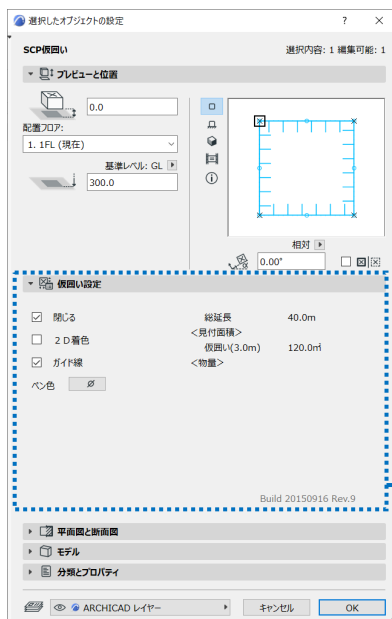 選択したオブジェクトの設定 ? ×
SCP仮囲い 選択内容: 1 編集可能: 1
プレビューと位置
0.0
配置フロア:
1. 1FL (現在)
基準レベル: GL
300.0
相対
0.00°
仮囲い設定
閉じる 総延長 40.0m
２Ｄ着色 <見付面積>
仮囲い(3.0m) 120.0㎡
ガイド線 <物量>
ペン色
Build 20150916 Rev.9
平面図と断面図
モデル
分類とプロパティ
ARCHICAD レイヤー キャンセル OK